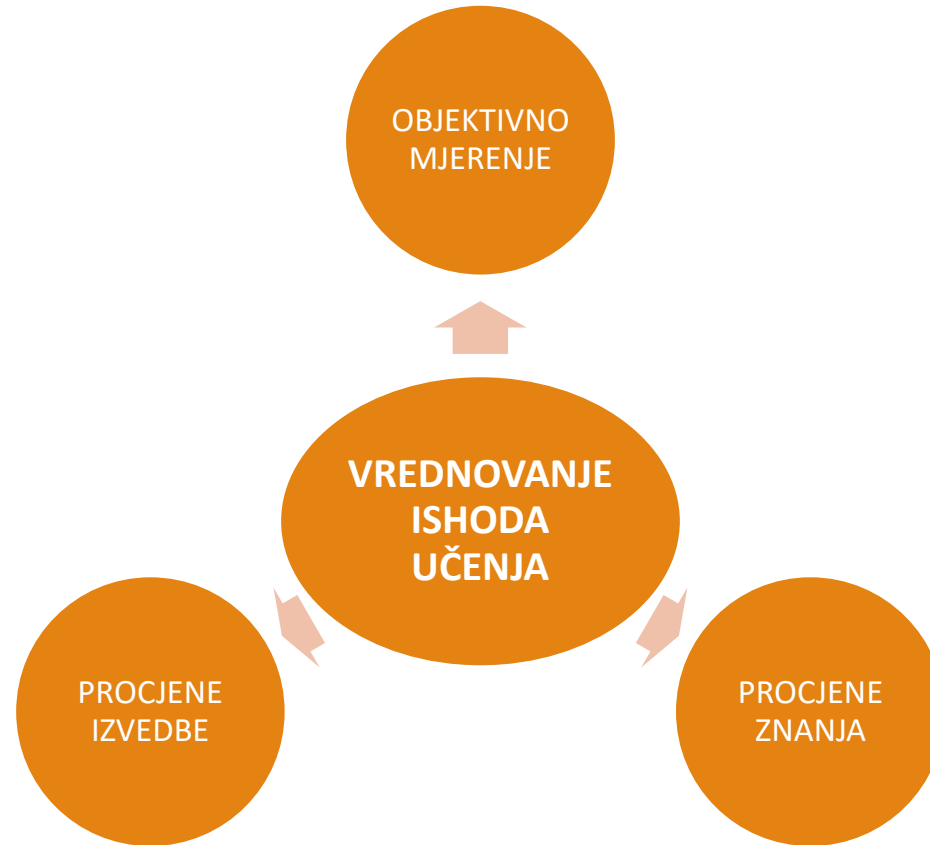 OBJEKTIVNO
MJERENJE
VREDNOVANJE
ISHODA
UČENJA
PROCJENE
IZVEDBE
PROCJENE
ZNANJA